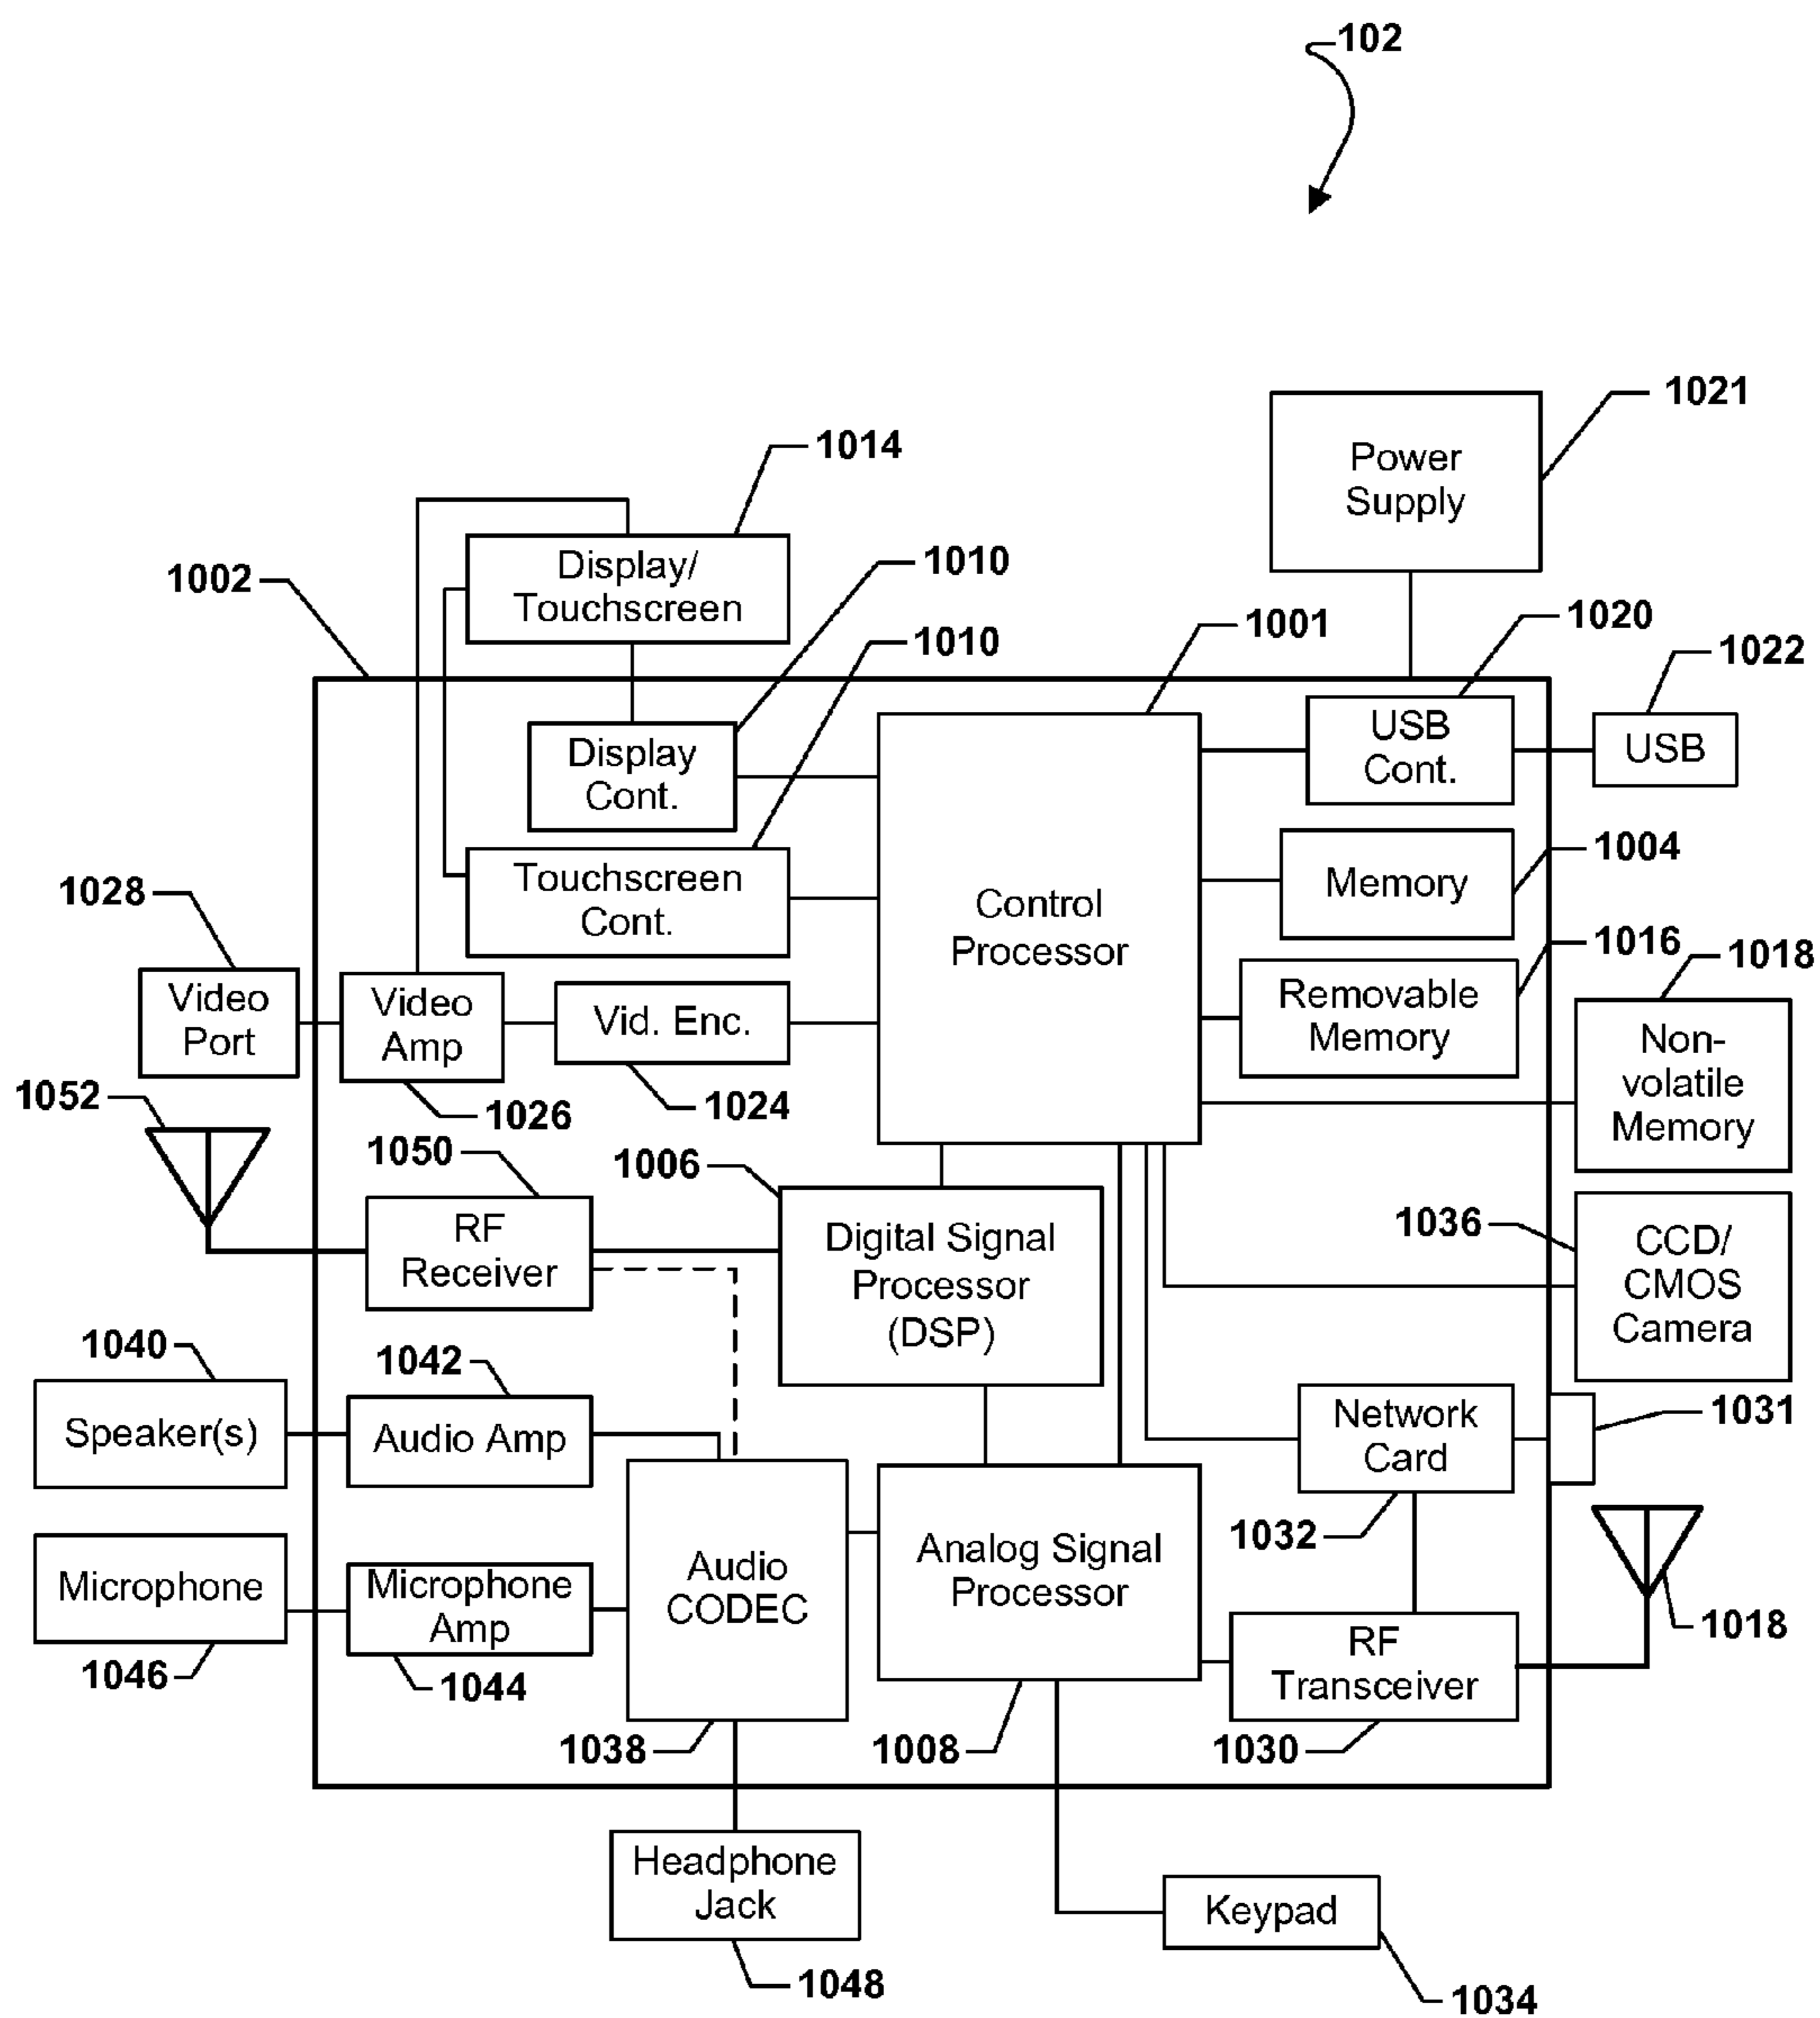 102
1021
Power
Supply
1014
Display/
Touchscreen
1010
1002
1010
1001
1020
1022
USB
Cont.
USB
Display
Cont.
1004
Memory
Touchscreen
Cont.
Control
Processor
1028
1016
1018
Video
Port
Video
Amp
Vid. Enc.
Removable
Memory
Non-
volatile
Memory
1052
1026
1024
1050
1006
RF
Receiver
Digital Signal
Processor
(DSP)
1036
CCD/
CMOS
Camera
1040
1042
Speaker(s)
Audio Amp
Network
Card
1031
1032
Microphone
Microphone
Amp
Audio
CODEC
Analog Signal
Processor
1018
RF
Transceiver
1046
1044
1038
1008
1030
Headphone
Jack
Keypad
1048
1034